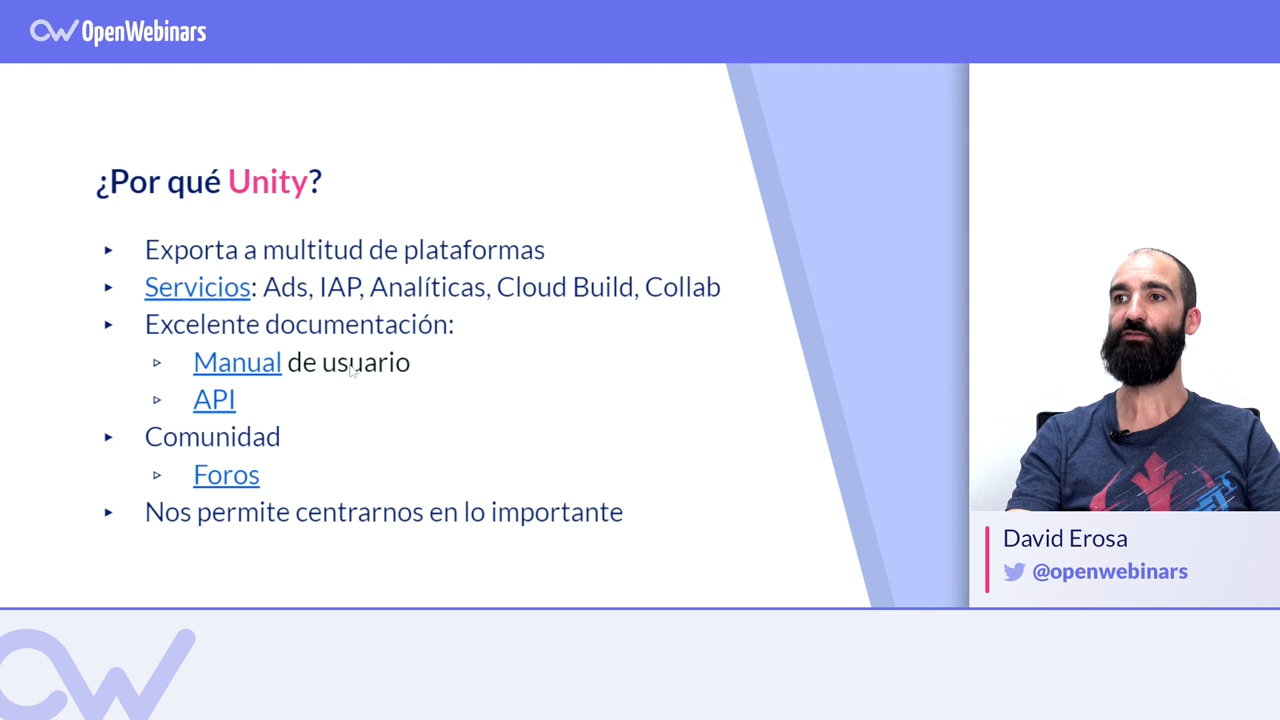 OpenWebinars
¿Por qué Unity?
Exporta a multitud de plataformas
Servicios: Ads, IAP, Analíticas, Cloud Build, Collab
Excelente documentación:
Manual de usuario
API
Comunidad
Foros
Nos permite centrarnos en lo importante
David Erosa
@openwebinars